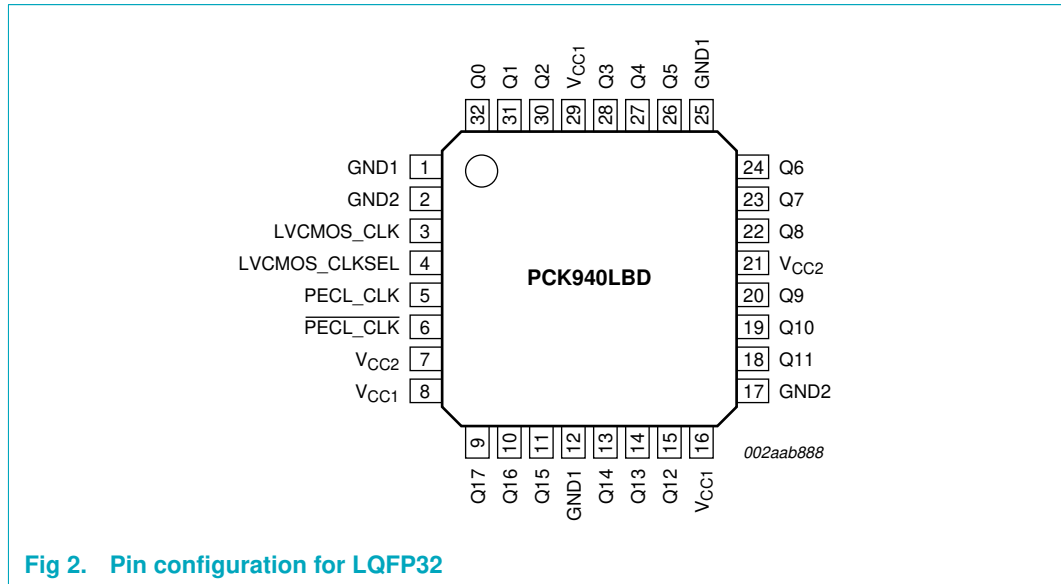 Q0 Q1 Q2 VCC1 Q3 Q4 Q5 GND1
32 31 30 29 28 27 26 25
GND1 1 24 Q6
GND2 2 23 Q7
LVCMOS_CLK 3 22 Q8
LVCMOS_CLKSEL 4 21 VCC2
PCK940LBD
PECL_CLK 5 20 Q9
PECL_CLK 6 19 Q10
VCC2 7 18 Q11
VCC1 8 17 GND2
9 10 11 12 13 14 15 16
002aab888
Q17 Q16 Q15 GND1 Q14 Q13 Q12 VCC1
Fig 2. Pin configuration for LQFP32